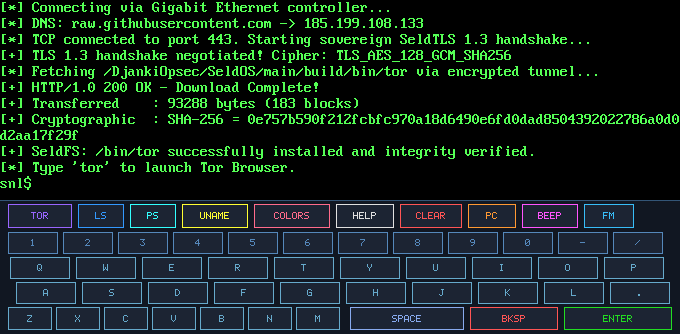 [*] Connecting via Gigabit Ethernet controller...
[*] DNS: raw.githubusercontent.com -> 185.199.108.133
[*] TCP connected to port 443. Starting sovereign SeldTLS 1.3 handshake...
[+] TLS 1.3 handshake negotiated! Cipher: TLS_AES_128_GCM_SHA256
[*] Fetching /DjankiOpsec/SeldOS/main/build/bin/tor via encrypted tunnel...
[+] HTTP/1.0 200 OK - Download Complete!
[+] Transferred    : 93288 bytes (183 blocks)
[+] Cryptographic  : SHA-256 = 0e757b590f212fcbfc970a18d6490e6fd0dad8504392022786a0d0
d2aa17f29f
[+] SeldFS: /bin/tor successfully installed and integrity verified.
[*] Type 'tor' to launch Tor Browser.
snl$
TOR LS PS UNAME COLORS HELP CLEAR PC BEEP FM
1 2 3 4 5 6 7 8 9 0 - /
Q W E R T Y U I O P
A S D F G H J K L .
Z X C V B N M SPACE BKSP ENTER